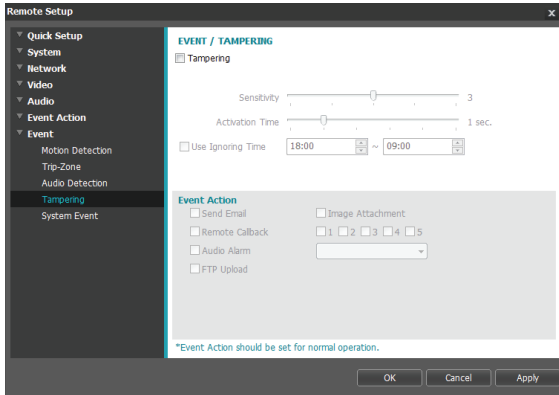 Remote Setup x
Quick Setup
System
Network
Video
Audio
Event Action
Event
Motion Detection
Trip-Zone
Audio Detection
Tampering
System Event
EVENT / TAMPERING
Tampering
Sensitivity 3
Activation Time 1 sec.
Use Ignoring Time 18:00 ~ 09:00
Event Action
Send Email Image Attachment
Remote Callback 1 2 3 4 5
Audio Alarm
FTP Upload
*Event Action should be set for normal operation.
OK Cancel Apply